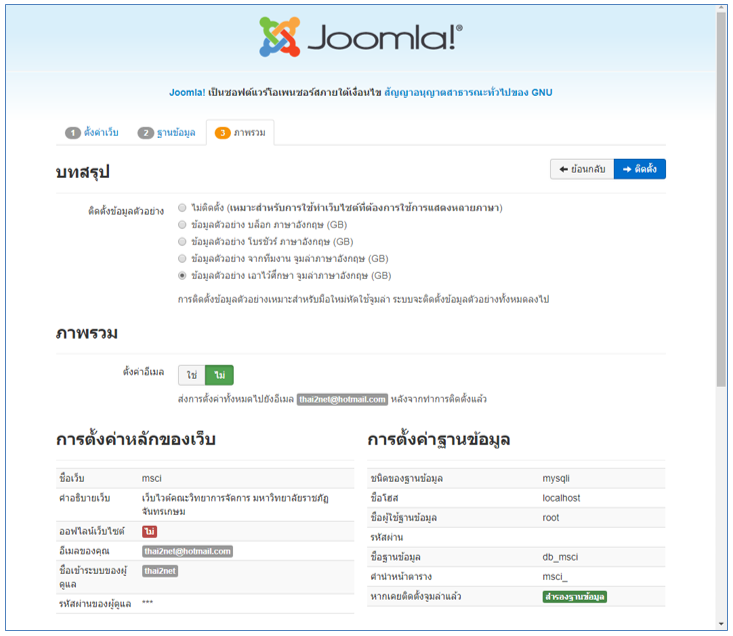 Joomla!®
Joomla! เป็นซอฟต์แวร์โอเพนซอร์สภายใต้เงื่อนไข สัญญาอนุญาตสาธารณะทั่วไปของ GNU
1 ตั้งค่าเว็บ 2 ฐานข้อมูล 3 ภาพรวม
บทสรุป ย้อนกลับ ติดตั้ง
ติดตั้งข้อมูลตัวอย่าง ไม่ติดตั้ง (เหมาะสำหรับการใช้ทำเว็บไซต์ที่ต้องการใช้การแสดงหลายภาษา)
ข้อมูลตัวอย่าง บล็อก ภาษาอังกฤษ (GB)
ข้อมูลตัวอย่าง โบรชัวร์ ภาษาอังกฤษ (GB)
ข้อมูลตัวอย่าง จากทีมงาน จูมล่าภาษาอังกฤษ (GB)
ข้อมูลตัวอย่าง เอาไว้ศึกษา จูมล่าภาษาอังกฤษ (GB)
การติดตั้งข้อมูลตัวอย่างเหมาะสำหรับมือใหม่หัดใช้จูมล่า ระบบจะติดตั้งข้อมูลตัวอย่างทั้งหมดลงไป
ภาพรวม
ตั้งค่าอีเมล ใช่ ไม่
ส่งการตั้งค่าทั้งหมดไปยังอีเมล thai2net@hotmail.com หลังจากทำการติดตั้งแล้ว
การตั้งค่าหลักของเว็บ
ชื่อเว็บ msci
คำอธิบายเว็บ เว็บไวต์คณะวิทยาการจัดการ มหาวิทยาลัยราชภัฏ
จันทรเกษม
ออฟไลน์เว็บไซต์ ไม่
อีเมลของคุณ thai2net@hotmail.com
ชื่อเข้าระบบของผู้
ดูแล thai2net
รหัสผ่านของผู้ดูแล ***
การตั้งค่าฐานข้อมูล
ชนิดของฐานข้อมูล mysqli
ชื่อโฮส localhost
ชื่อผู้ใช้ฐานข้อมูล root
รหัสผ่าน
ชื่อฐานข้อมูล db_msci
คำนำหน้าตาราง msci_
หากเคยติดตั้งจูมล่าแล้ว สำรองฐานข้อมูล